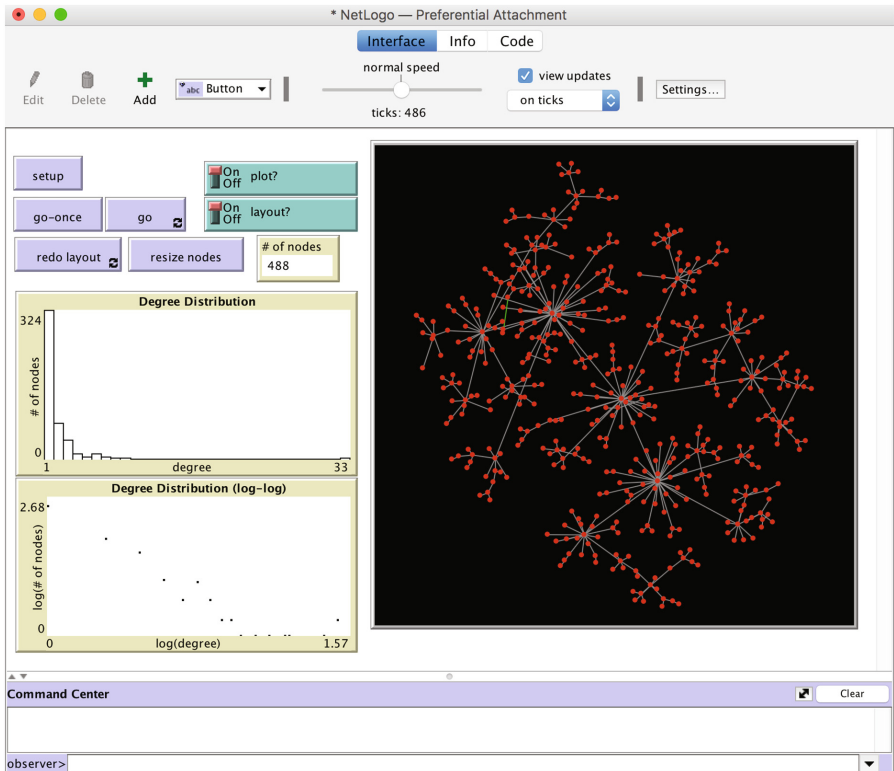 * NetLogo — Preferential Attachment
Interface Info Code
Edit
Delete
Add
abc Button
normal speed
ticks: 486
view updates
on ticks
Settings...
setup
On
Off
plot?
go-once
go
On
Off
layout?
redo layout
resize nodes
# of nodes
488
Degree Distribution
324
# of nodes
0
1
degree
33
Degree Distribution (log-log)
2.68
log(# of nodes)
0
0
log(degree)
1.57
Command Center
Clear
observer>